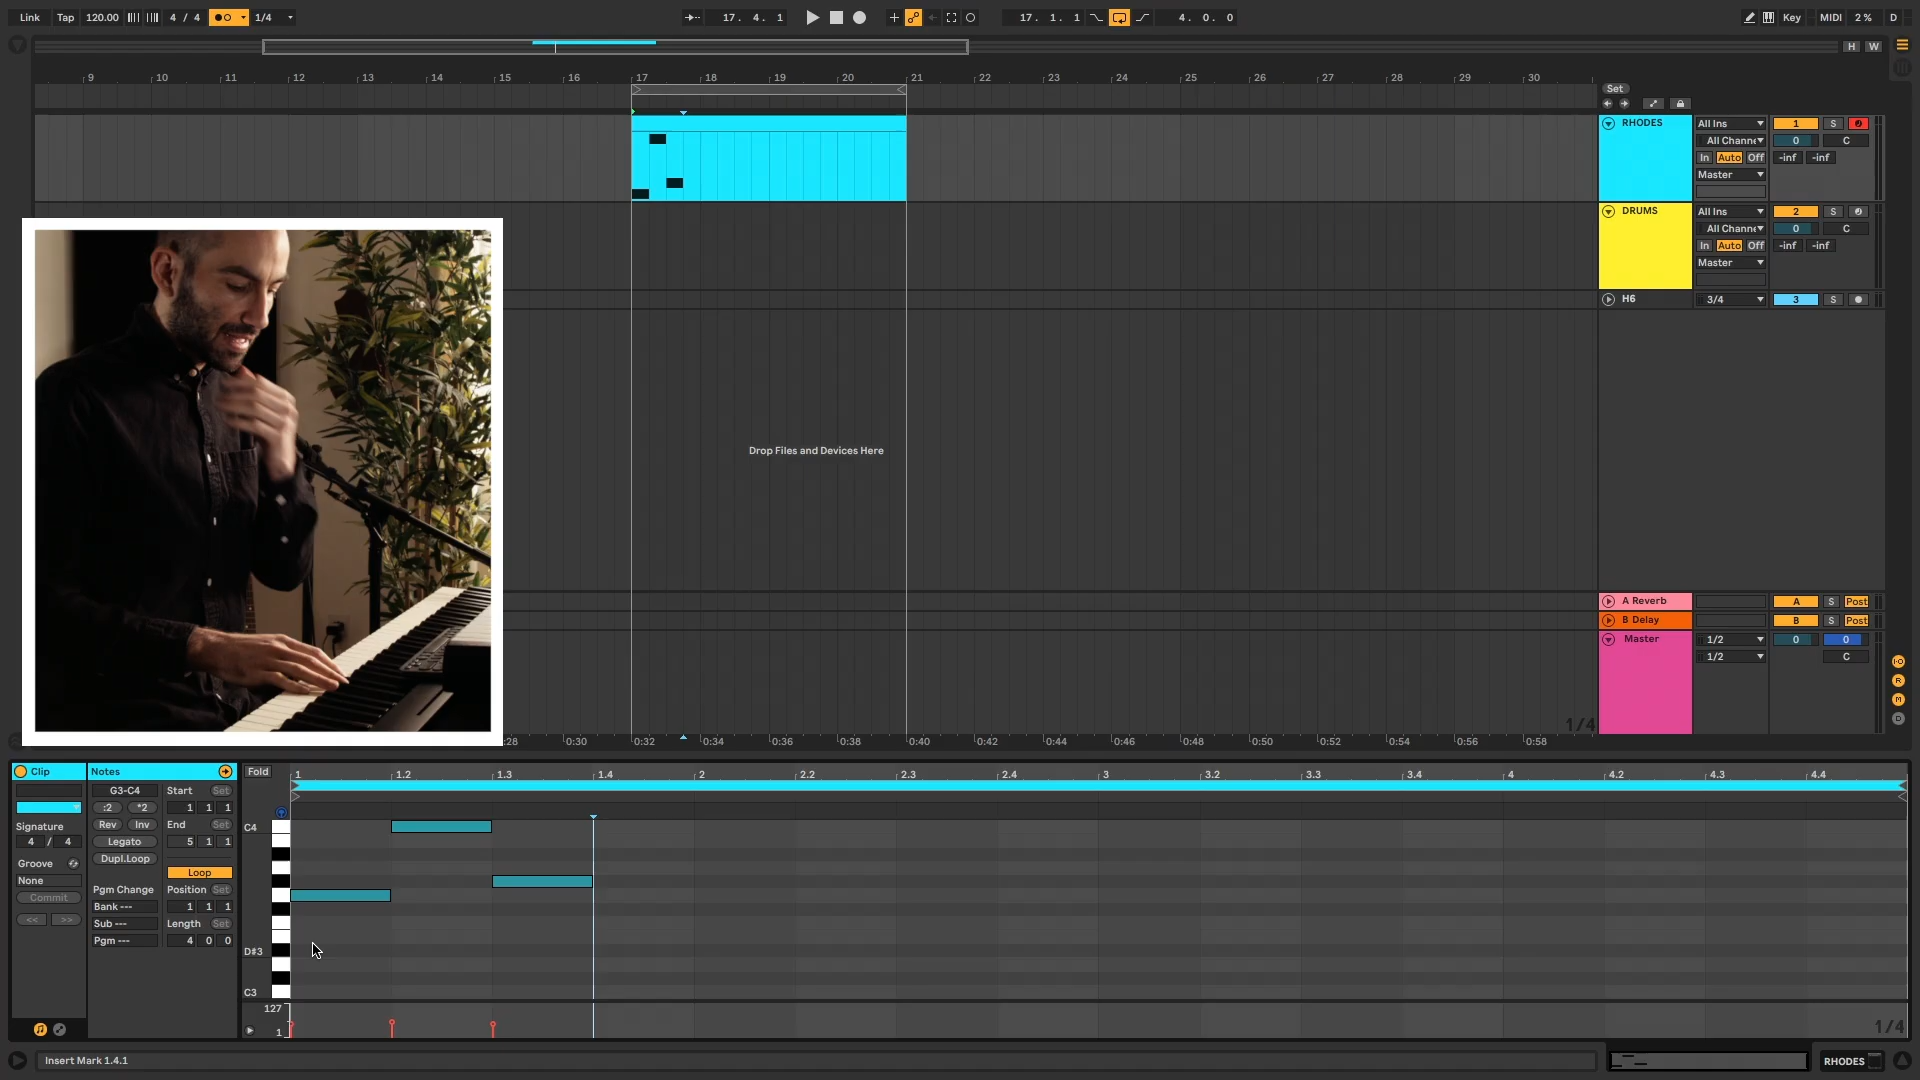 Link Tap 120.00 4 / 4 1/4 17. 4. 1 17. 1. 1 4. 0. 0 Key MIDI 2 % D
H W
9 10 11 12 13 14 15 16 17 18 19 20 21 22 23 24 25 26 27 28 29 30
Set
RHODES All Ins 1 S
All Channe 0 C
In Auto Off -inf -inf
Master
DRUMS All Ins 2 S
All Channe 0 C
In Auto Off -inf -inf
Master
H6 3/4 3 S
Drop Files and Devices Here
A Reverb A S Post
B Delay B S Post
Master 1/2 0 0
1/2 C
1/4
:28 0:30 0:32 0:34 0:36 0:38 0:40 0:42 0:44 0:46 0:48 0:50 0:52 0:54 0:56 0:58
Clip Notes Fold 1 1.2 1.3 1.4 2 2.2 2.3 2.4 3 3.2 3.3 3.4 4 4.2 4.3 4.4
G3-C4 Start Set
:2 *2 1 1 1
Signature Rev Inv End Set
4 / 4 Legato 5 1 1
Groove Dupl.Loop
None Loop
Commit Pgm Change Position Set
<< >> Bank --- 1 1 1
Sub --- Length Set
Pgm --- 4 0 0
C4
D#3
C3
127
1
1/4
Insert Mark 1.4.1 RHODES